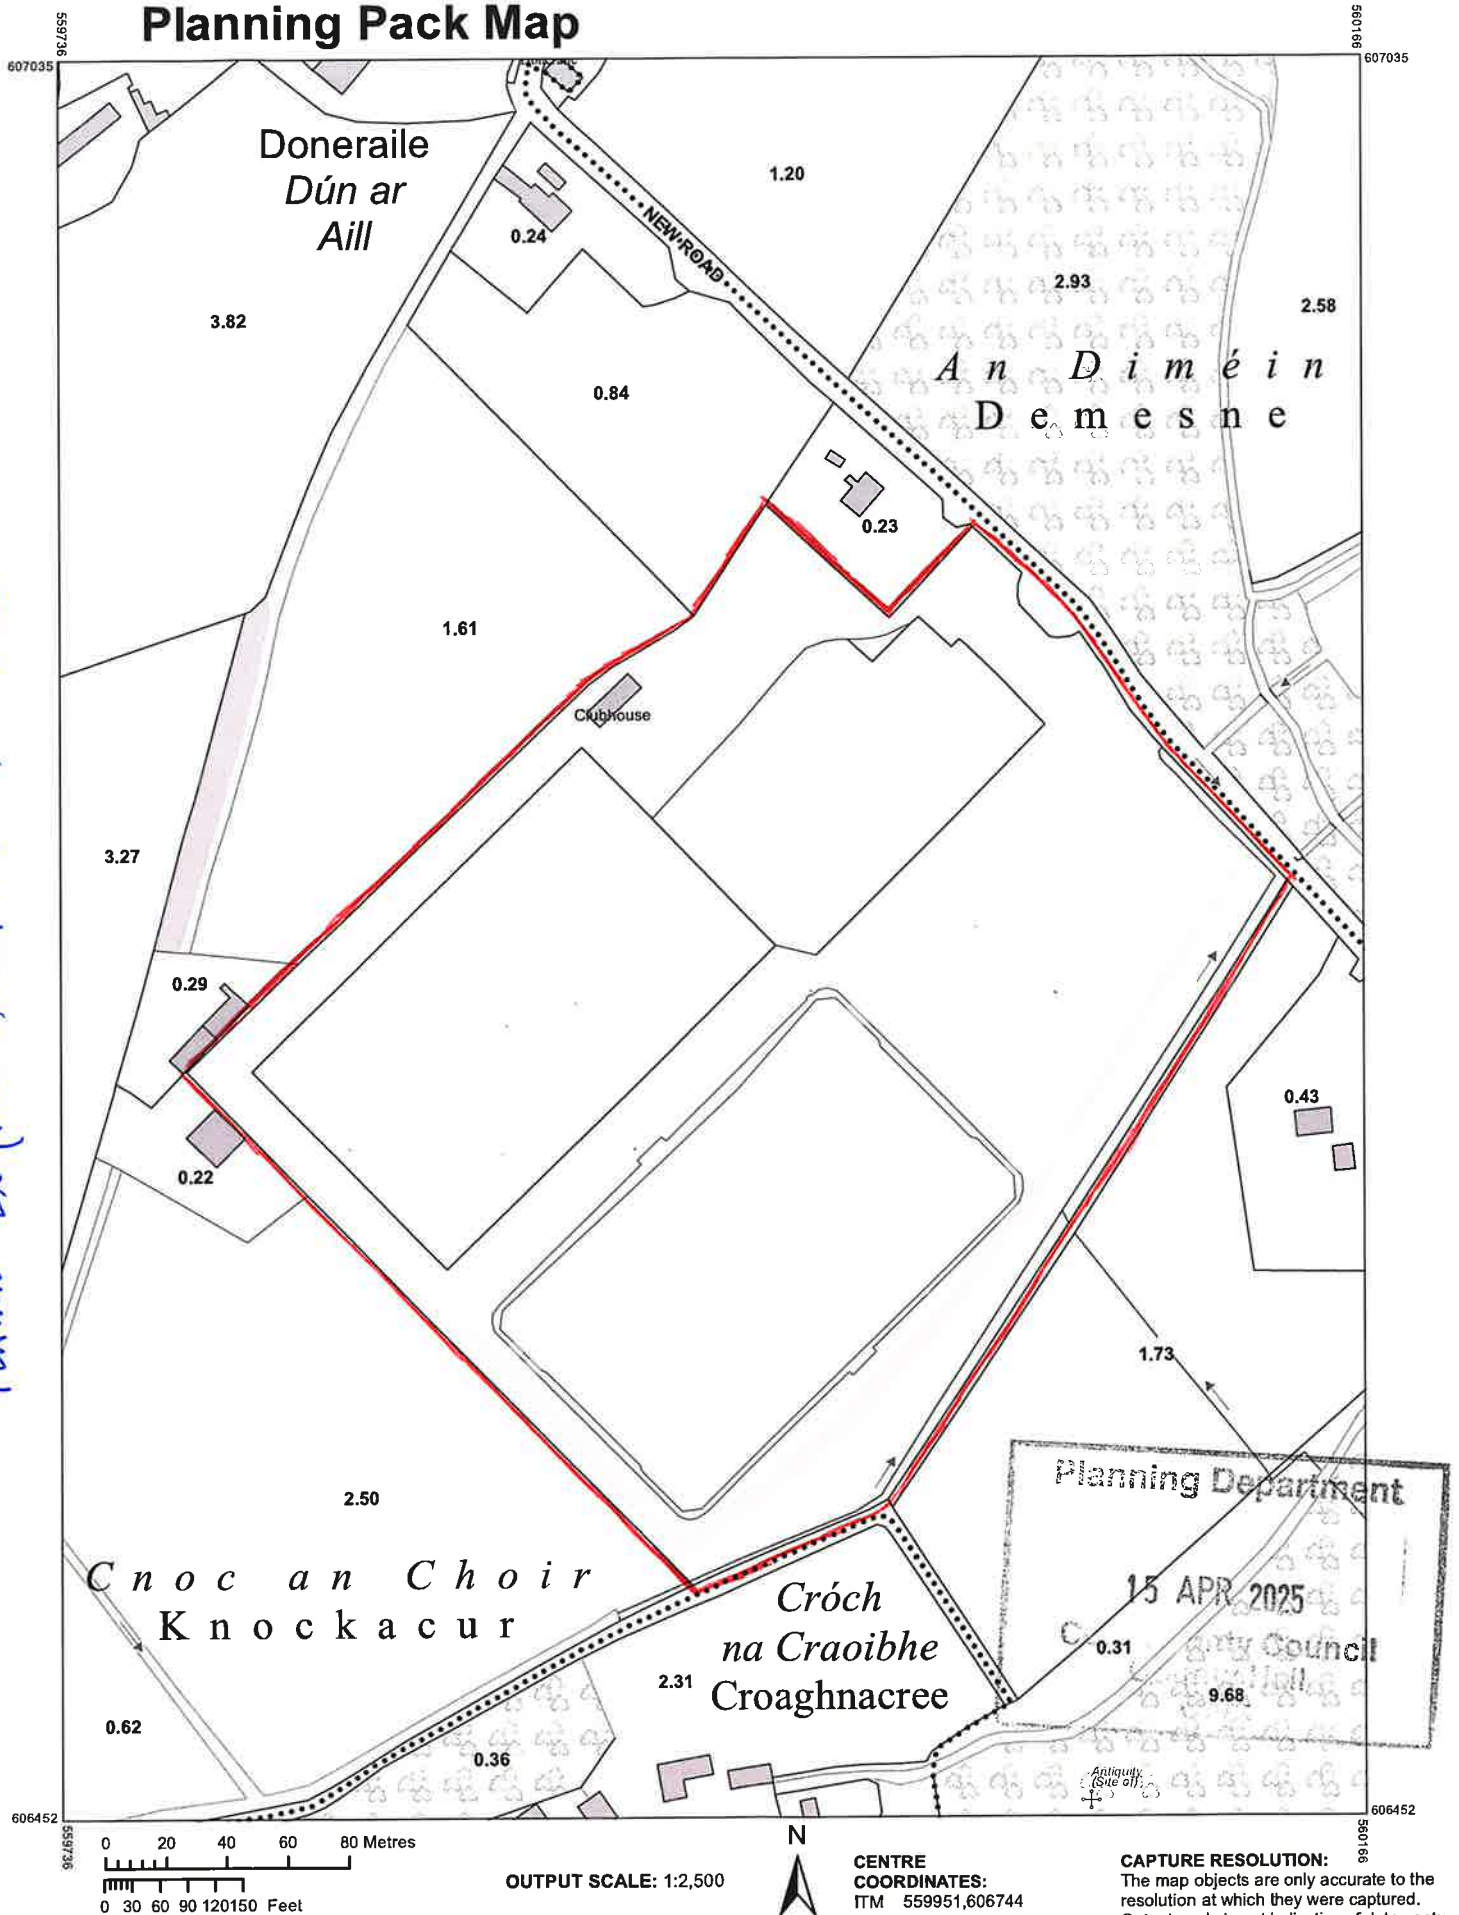 Planning Pack Map
559736
560166
607035
607035
Doneraile
Dún ar
Aill
1.20
0.24
NEW ROAD
2.93
2.58
3.82
An Diméin
Demesne
0.84
0.23
1.61
Clubhouse
3.27
0.29
0.43
0.22
1.73
2.50
Planning Department
Cnoc an Choir
Knockacur
Cróch
na Craoibhe
Croaghnacree
15 APR 2025
0.31
Council
2.31
9.68
0.62
0.36
Antiquity
(Site of)
606452
606452
559736
560166
0 20 40 60 80 Metres
0 30 60 90 120150 Feet
OUTPUT SCALE: 1:2,500
N
CENTRE
COORDINATES:
ITM 559951,606744
CAPTURE RESOLUTION:
The map objects are only accurate to the
resolution at which they were captured.